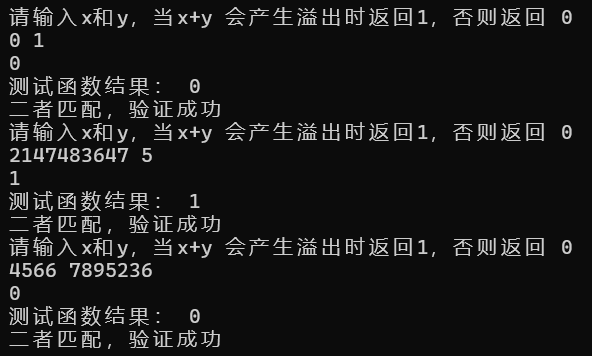 请输入x和y，当x+y 会产生溢出时返回1，否则返回 0
0 1
0
测试函数结果： 0
二者匹配，验证成功
请输入x和y，当x+y 会产生溢出时返回1，否则返回 0
2147483647 5
1
测试函数结果： 1
二者匹配，验证成功
请输入x和y，当x+y 会产生溢出时返回1，否则返回 0
4566 7895236
0
测试函数结果： 0
二者匹配，验证成功